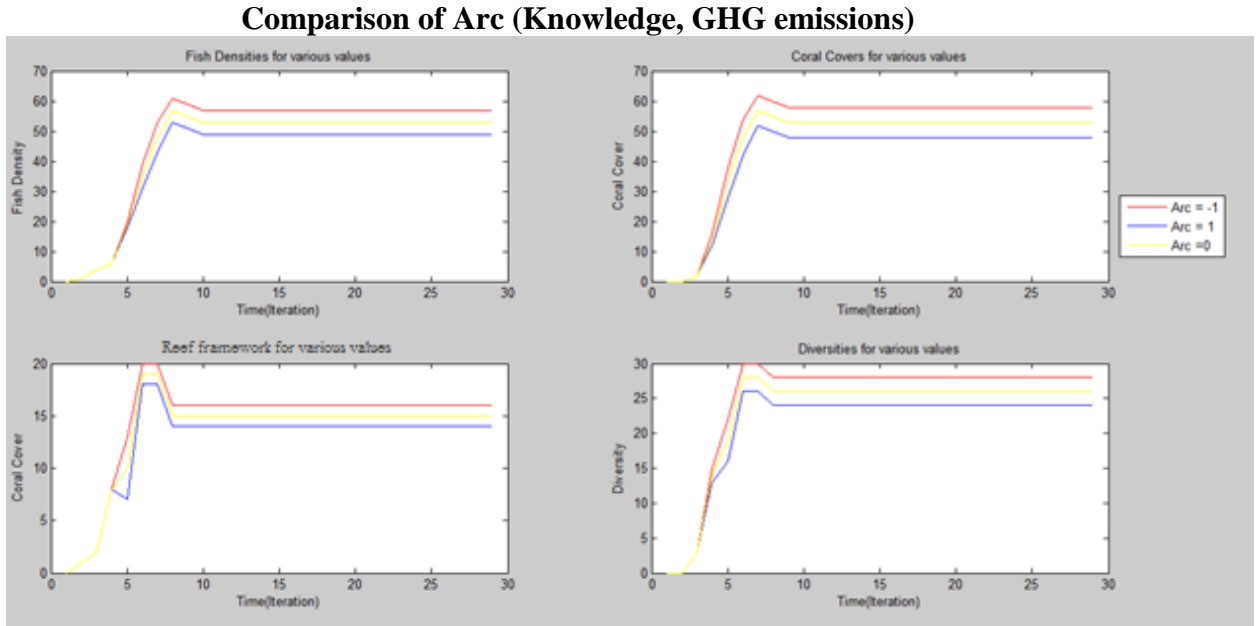 Comparison of Arc (Knowledge, GHG emissions)
Fish Densities for various values
70
60
50
40
30
20
10
0
Fish Density
0 5 10 15 20 25 30
Time(Iteration)
Coral Covers for various values
70
60
50
40
30
20
10
0
Coral Cover
0 5 10 15 20 25 30
Time(Iteration)
Arc = -1
Arc = 1
Arc =0
Reef framework for various values
20
15
10
5
0
Coral Cover
0 5 10 15 20 25 30
Time(Iteration)
Diversities for various values
30
25
20
15
10
5
0
Diversity
0 5 10 15 20 25 30
Time(Iteration)